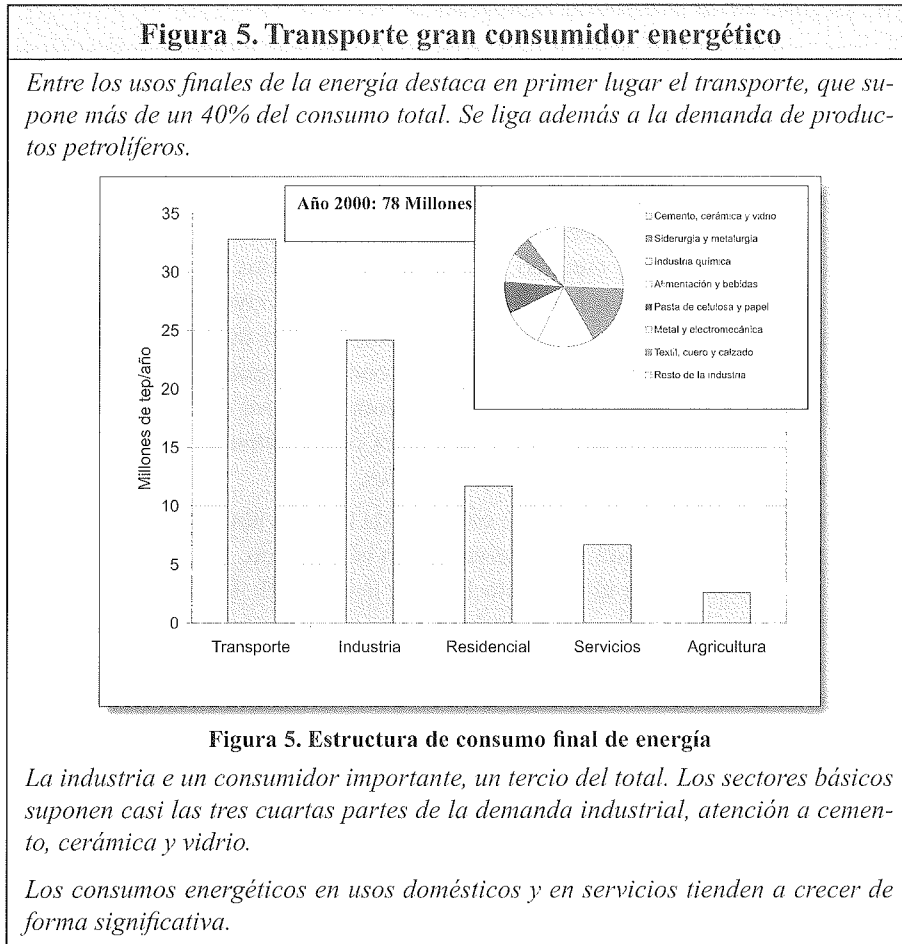 Figura 5. Transporte gran consumidor energético
Entre los usos finales de la energía destaca en primer lugar el transporte, que su-
pone más de un 40% del consumo total. Se liga además a la demanda de produc-
tos petrolíferos.
Año 2000: 78 Millones
Cemento, cerámica y vidrio
Siderurgia y metalurgia
Industria química
Alimentación y bebidas
Pasta de celulosa y papel
Metal y electromecánica
Textil, cuero y calzado
Resto de la industria
Millones de tep/año
35
30
25
20
15
10
5
0
Transporte Industria Residencial Servicios Agricultura
Figura 5. Estructura de consumo final de energía
La industria e un consumidor importante, un tercio del total. Los sectores básicos
suponen casi las tres cuartas partes de la demanda industrial, atención a cemen-
to, cerámica y vidrio.
Los consumos energéticos en usos domésticos y en servicios tienden a crecer de
forma significativa.